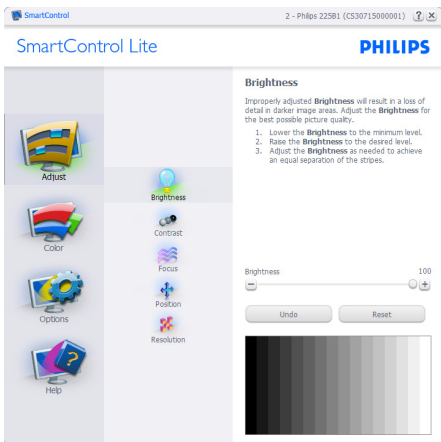 SmartControl
2 - Philips 225B1 (CS30715000001)
SmartControl Lite
PHILIPS
Adjust
Color
Options
Help
Brightness
Contrast
Focus
Position
Resolution
Brightness
Improperly adjusted Brightness will result in a loss of
detail in darker image areas. Adjust the Brightness for
the best possible picture quality.
1. Lower the Brightness to the minimum level.
2. Raise the Brightness to the desired level.
3. Adjust the Brightness as needed to achieve
an equal separation of the stripes.
Brightness
100
Undo
Reset